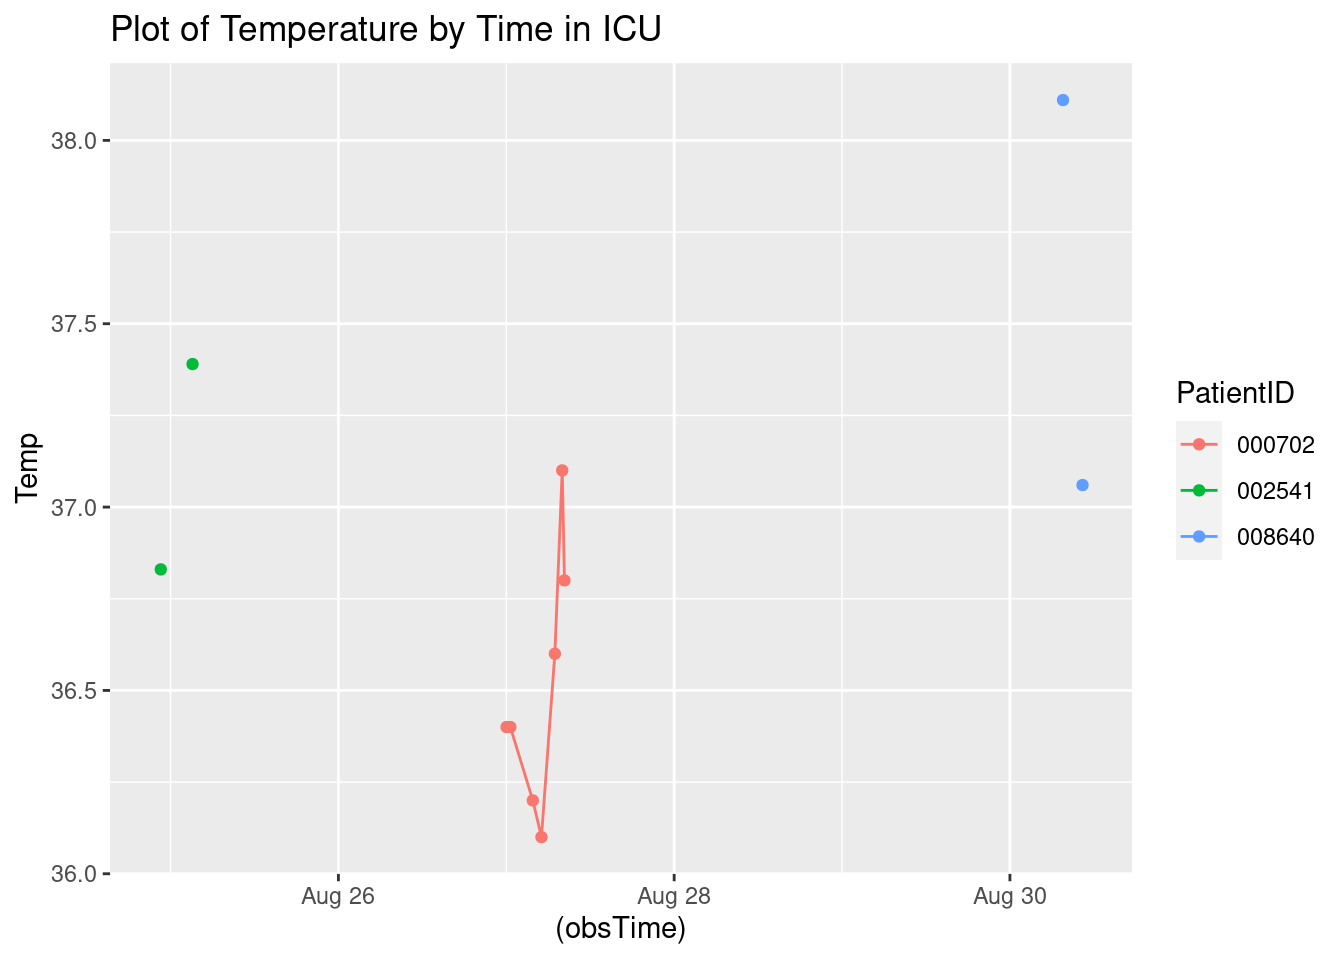 Plot of Temperature by Time in ICU
38.0
37.5
37.0
36.5
36.0
Temp
Aug 26
Aug 28
Aug 30
(obsTime)
PatientID
000702
002541
008640